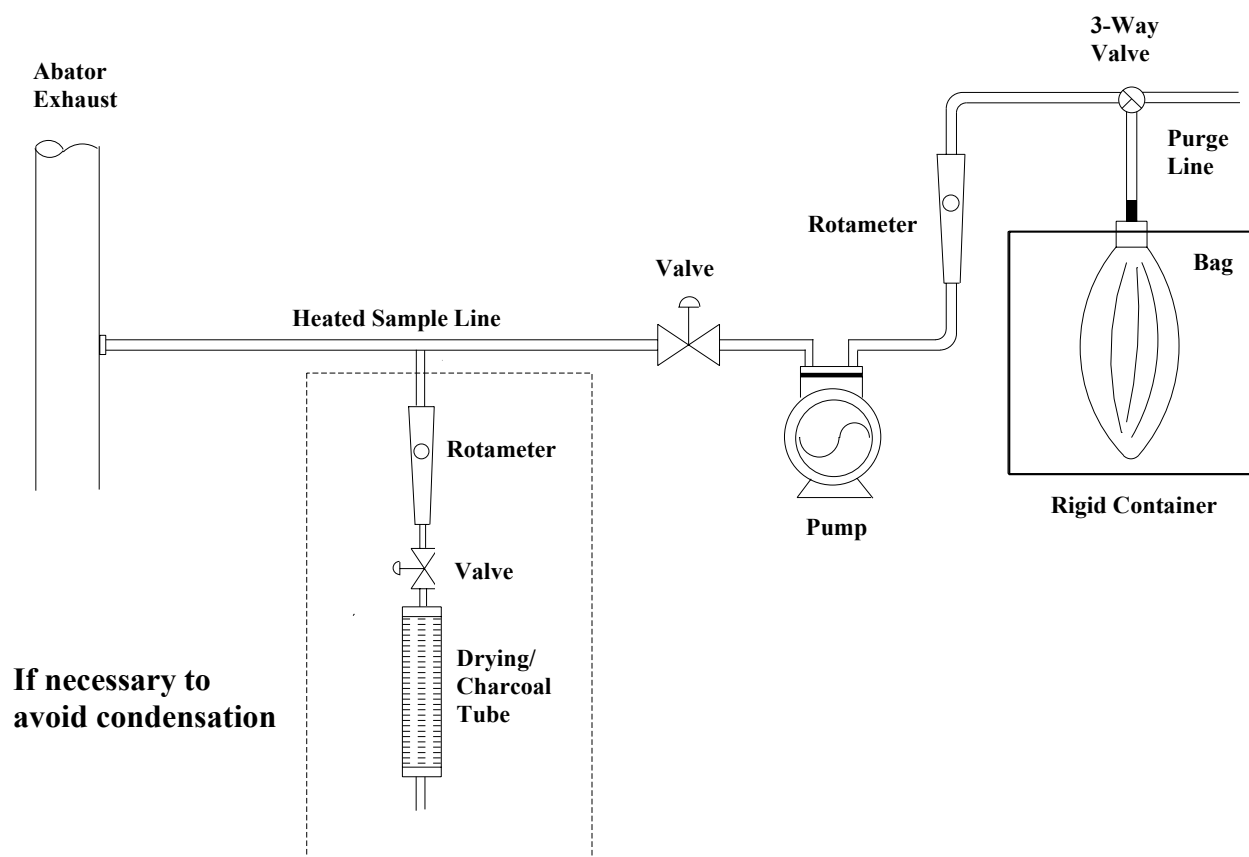 3-Way
Valve
Abator
Exhaust
Purge
Line
Rotameter
Bag
Valve
Heated Sample Line
Rotameter
Rigid Container
Pump
Valve
Drying/
Charcoal
Tube
If necessary to
avoid condensation